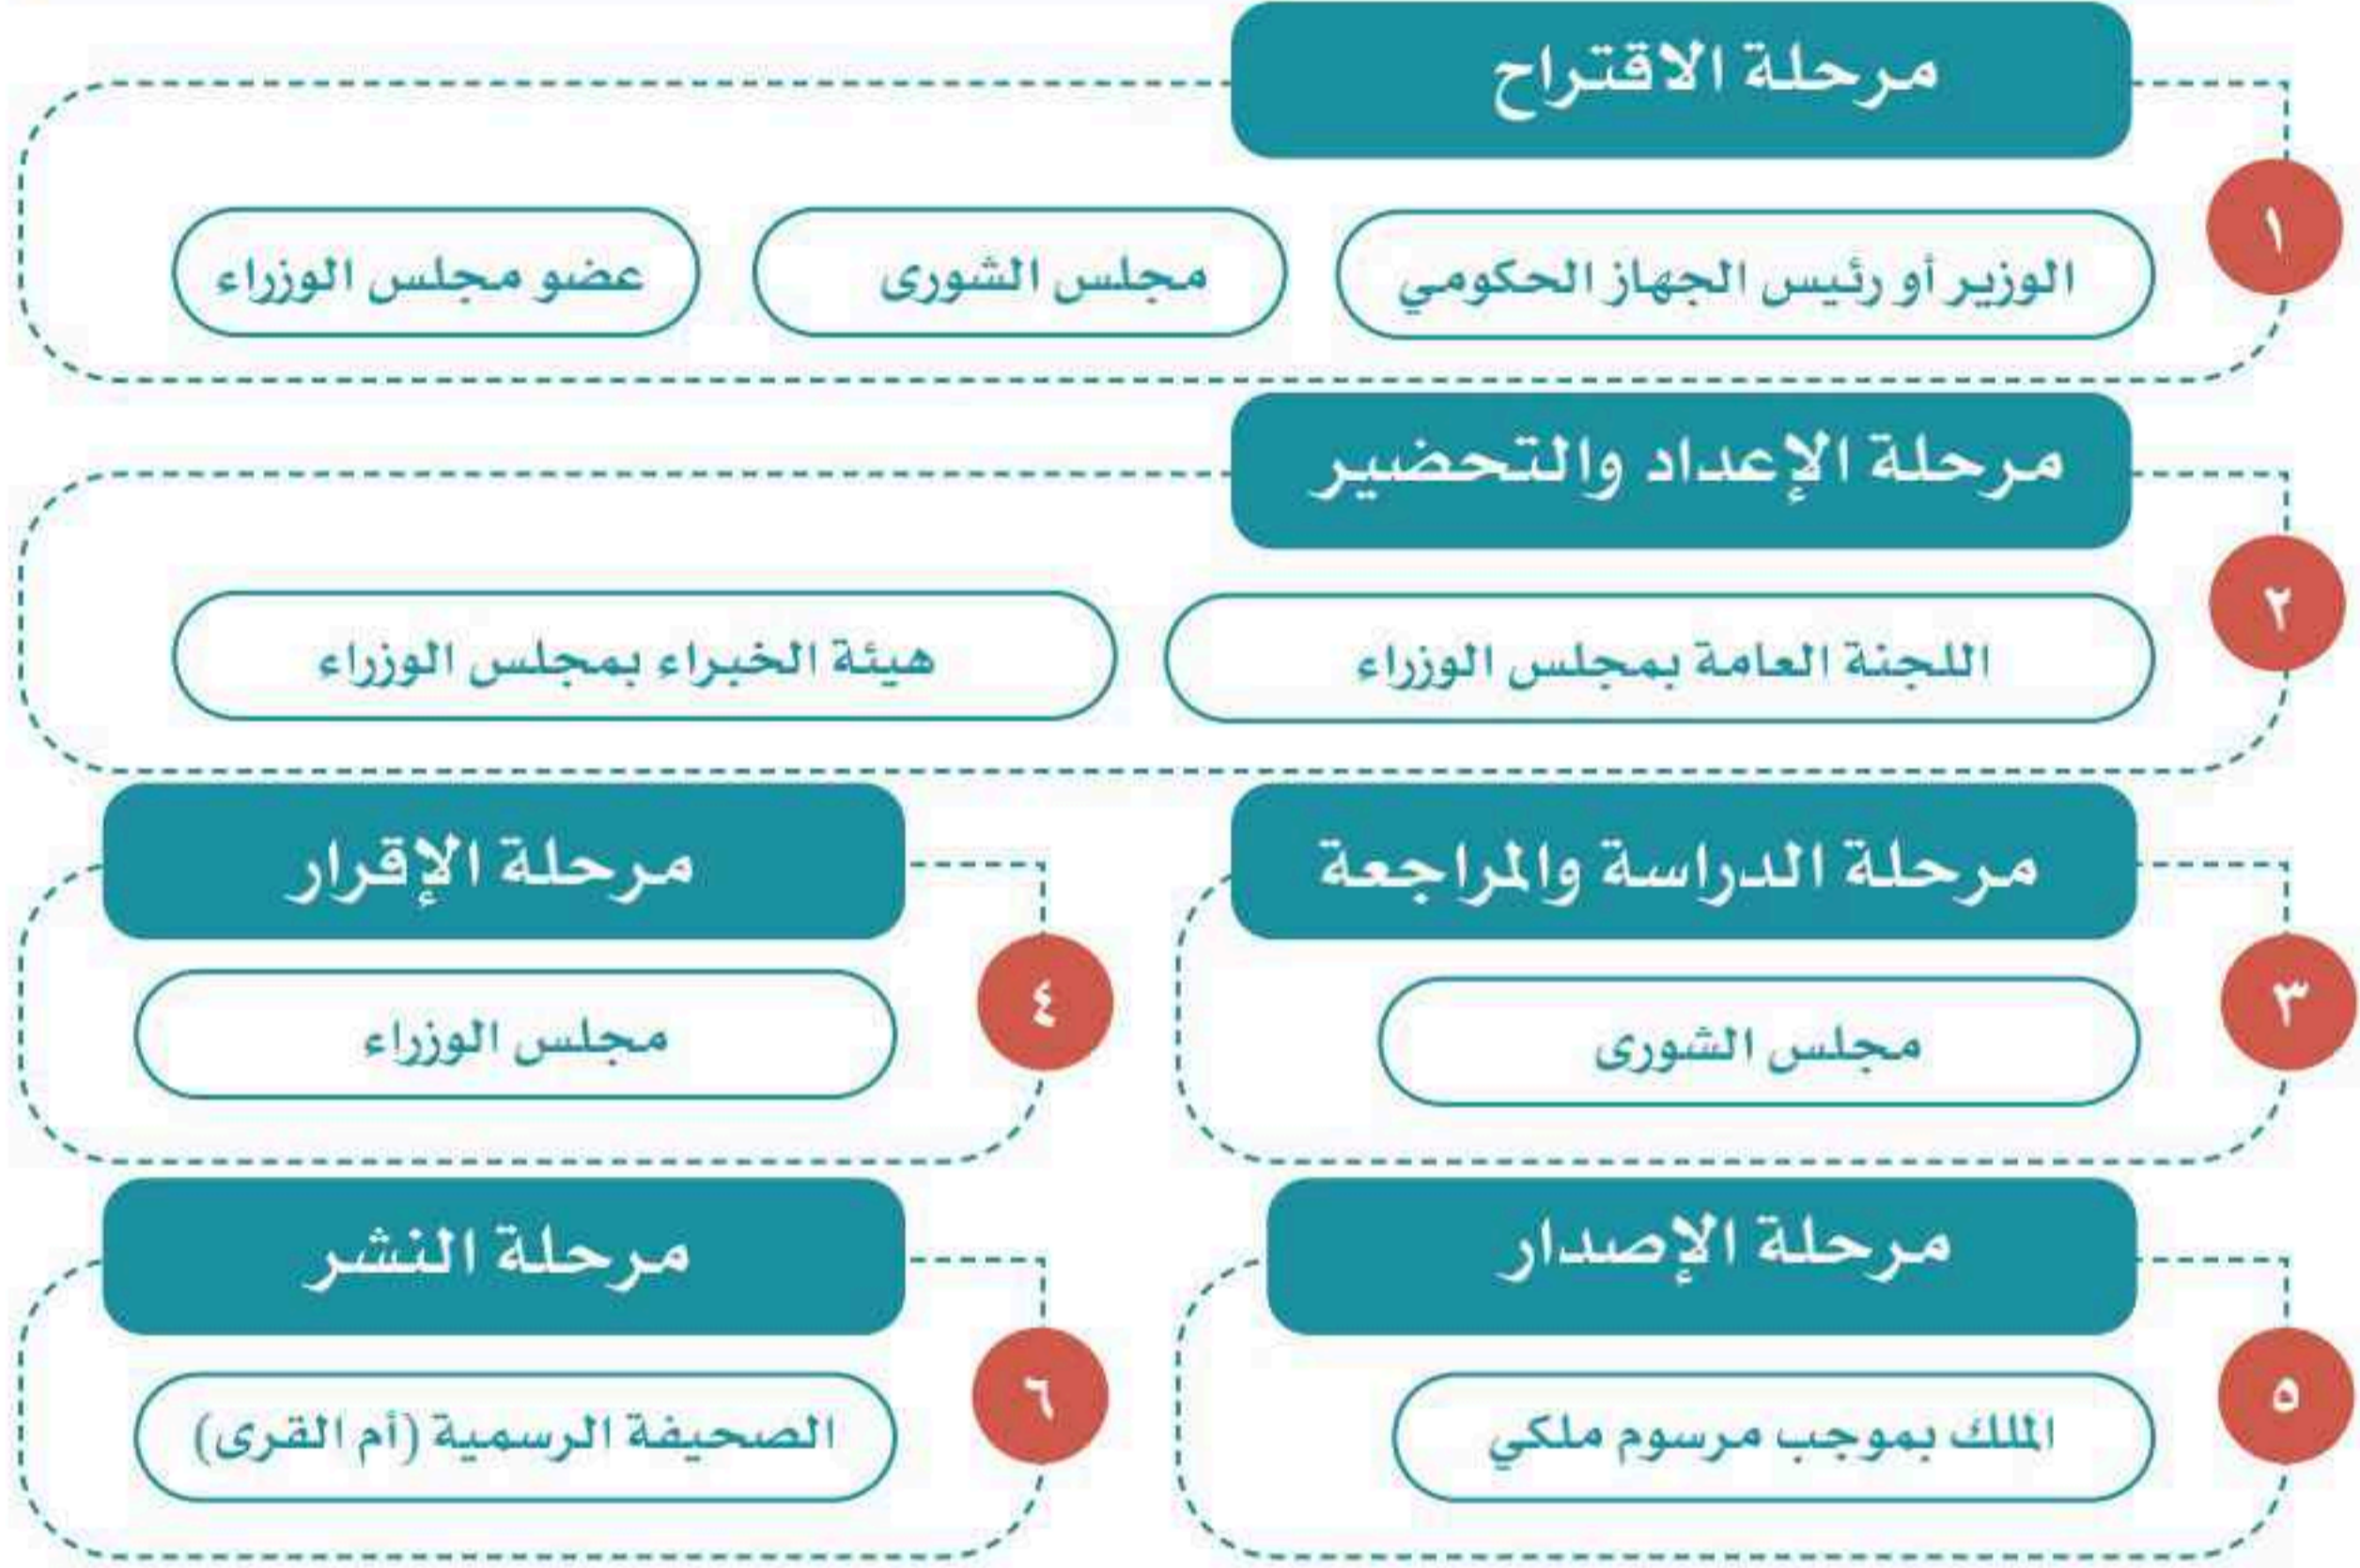 مرحلة الاقتراح
١
الوزير أو رئيس الجهاز الحكومي
مجلس الشورى
عضو مجلس الوزراء
مرحلة الإعداد والتحضير
٢
اللجنة العامة بمجلس الوزراء
هيئة الخبراء بمجلس الوزراء
مرحلة الدراسة والمراجعة
٣
مجلس الشورى
مرحلة الإقرار
٤
مجلس الوزراء
مرحلة الإصدار
٥
الملك بموجب مرسوم ملكي
مرحلة النشر
٦
الصحيفة الرسمية (أم القرى)